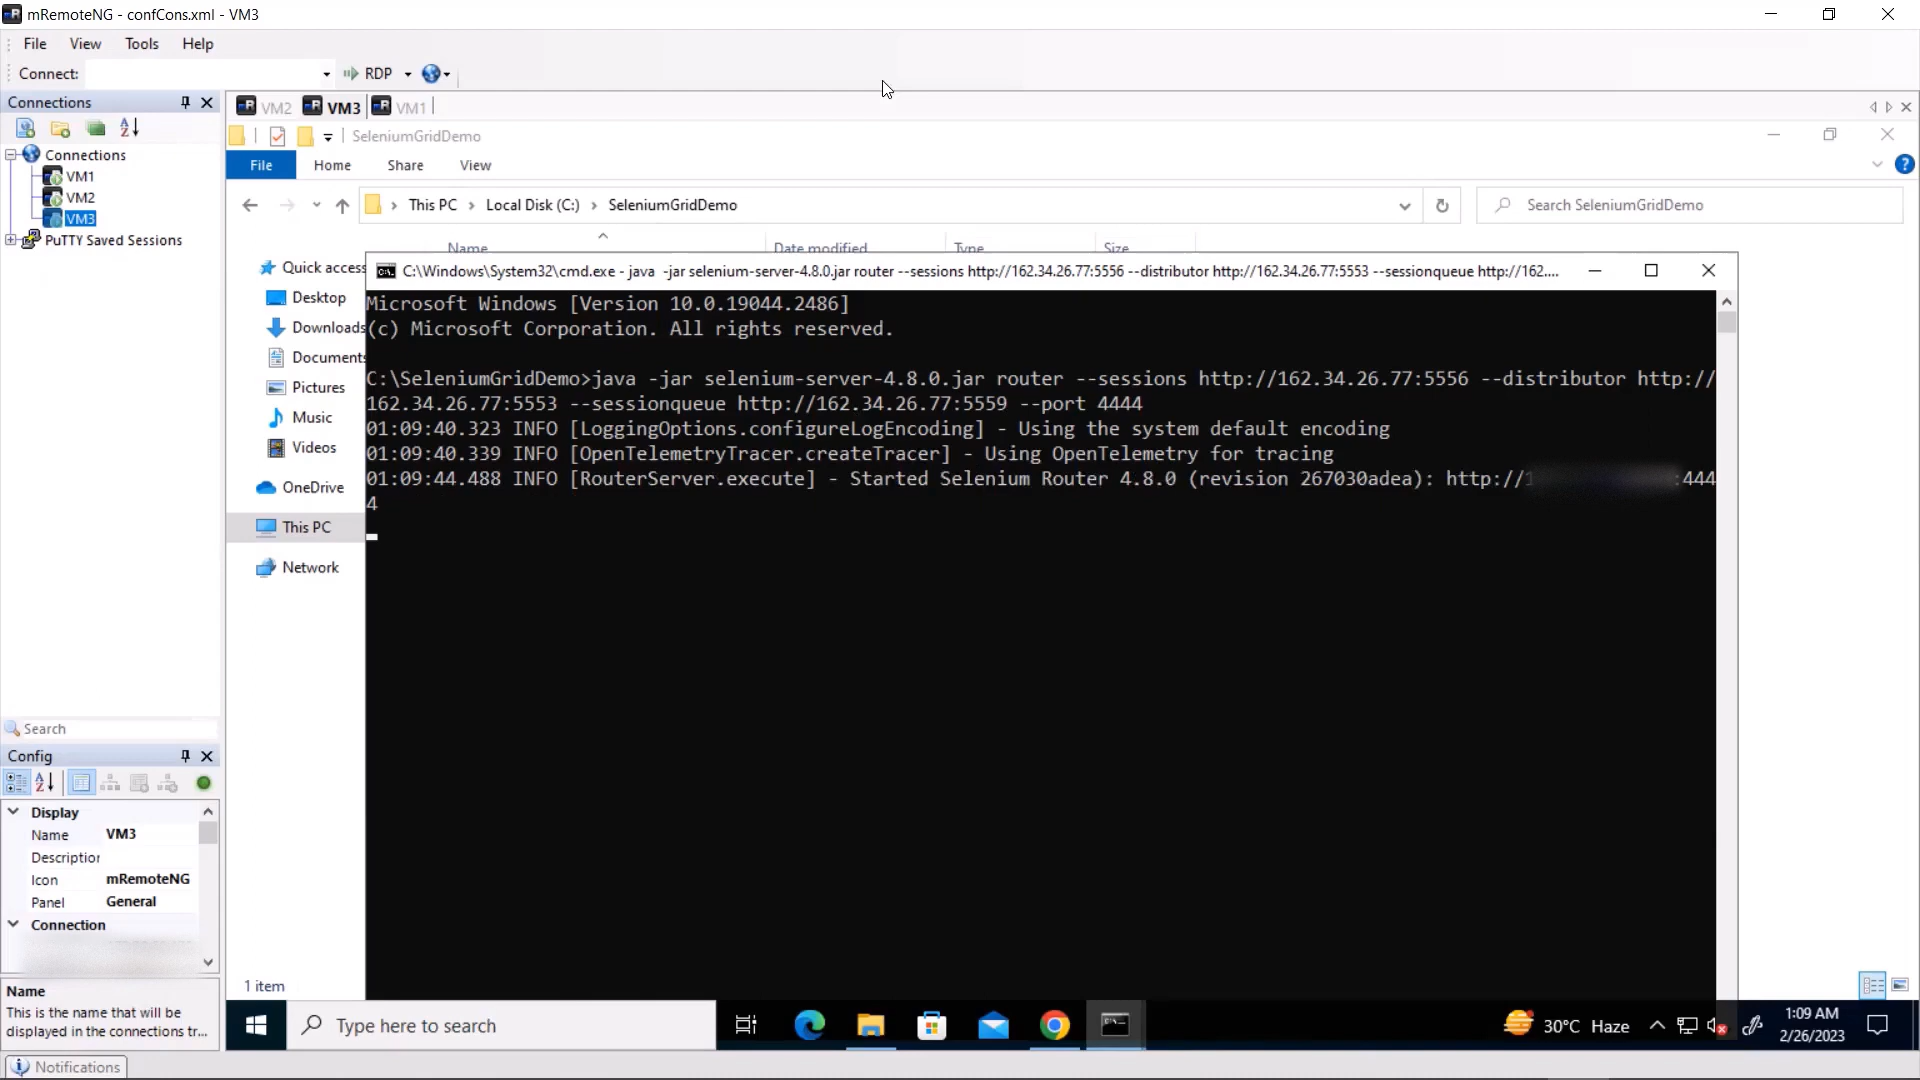 mRemoteNG - confCons.xml - VM3
File View Tools Help
Connect: RDP
Connections
VM2 VM3 VM1
SeleniumGridDemo
Connections
VM1
VM2
VM3
PuTTY Saved Sessions
File Home Share View
This PC › Local Disk (C:) › SeleniumGridDemo
Search SeleniumGridDemo
Name Date modified Type Size
Quick access
Desktop
Downloads
Documents
Pictures
Music
Videos
OneDrive
This PC
Network
1 item
C:\Windows\System32\cmd.exe - java -jar selenium-server-4.8.0.jar router --sessions http://162.34.26.77:5556 --distributor http://162.34.26.77:5553 --sessionqueue http://162....
Microsoft Windows [Version 10.0.19044.2486]
(c) Microsoft Corporation. All rights reserved.
C:\SeleniumGridDemo>java -jar selenium-server-4.8.0.jar router --sessions http://162.34.26.77:5556 --distributor http://
162.34.26.77:5553 --sessionqueue http://162.34.26.77:5559 --port 4444
01:09:40.323 INFO [LoggingOptions.configureLogEncoding] - Using the system default encoding
01:09:40.339 INFO [OpenTelemetryTracer.createTracer] - Using OpenTelemetry for tracing
01:09:44.488 INFO [RouterServer.execute] - Started Selenium Router 4.8.0 (revision 267030adea): http://1 :444
4
Search
Config
Display
Name VM3
Description
Icon mRemoteNG
Panel General
Connection
Name
This is the name that will be
displayed in the connections tr...
Type here to search
30°C Haze
1:09 AM
2/26/2023
Notifications